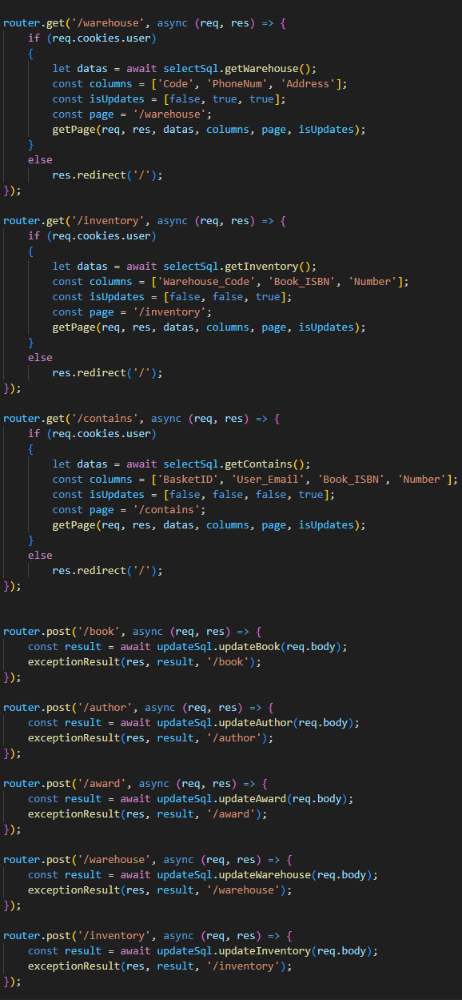 router.get('/warehouse', async (req, res) => {
    if (req.cookies.user)
    {
        let datas = await selectSql.getWarehouse();
        const columns = ['Code', 'PhoneNum', 'Address'];
        const isUpdates = [false, true, true];
        const page = '/warehouse';
        getPage(req, res, datas, columns, page, isUpdates);
    }
    else
        res.redirect('/');
});

router.get('/inventory', async (req, res) => {
    if (req.cookies.user)
    {
        let datas = await selectSql.getInventory();
        const columns = ['Warehouse_Code', 'Book_ISBN', 'Number'];
        const isUpdates = [false, false, true];
        const page = '/inventory';
        getPage(req, res, datas, columns, page, isUpdates);
    }
    else
        res.redirect('/');
});

router.get('/contains', async (req, res) => {
    if (req.cookies.user)
    {
        let datas = await selectSql.getContains();
        const columns = ['BasketID', 'User_Email', 'Book_ISBN', 'Number'];
        const isUpdates = [false, false, false, true];
        const page = '/contains';
        getPage(req, res, datas, columns, page, isUpdates);
    }
    else
        res.redirect('/');
});


router.post('/book', async (req, res) => {
    const result = await updateSql.updateBook(req.body);
    exceptionResult(res, result, '/book');
});

router.post('/author', async (req, res) => {
    const result = await updateSql.updateAuthor(req.body);
    exceptionResult(res, result, '/author');
});

router.post('/award', async (req, res) => {
    const result = await updateSql.updateAward(req.body);
    exceptionResult(res, result, '/award');
});

router.post('/warehouse', async (req, res) => {
    const result = await updateSql.updateWarehouse(req.body);
    exceptionResult(res, result, '/warehouse');
});

router.post('/inventory', async (req, res) => {
    const result = await updateSql.updateInventory(req.body);
    exceptionResult(res, result, '/inventory');
});